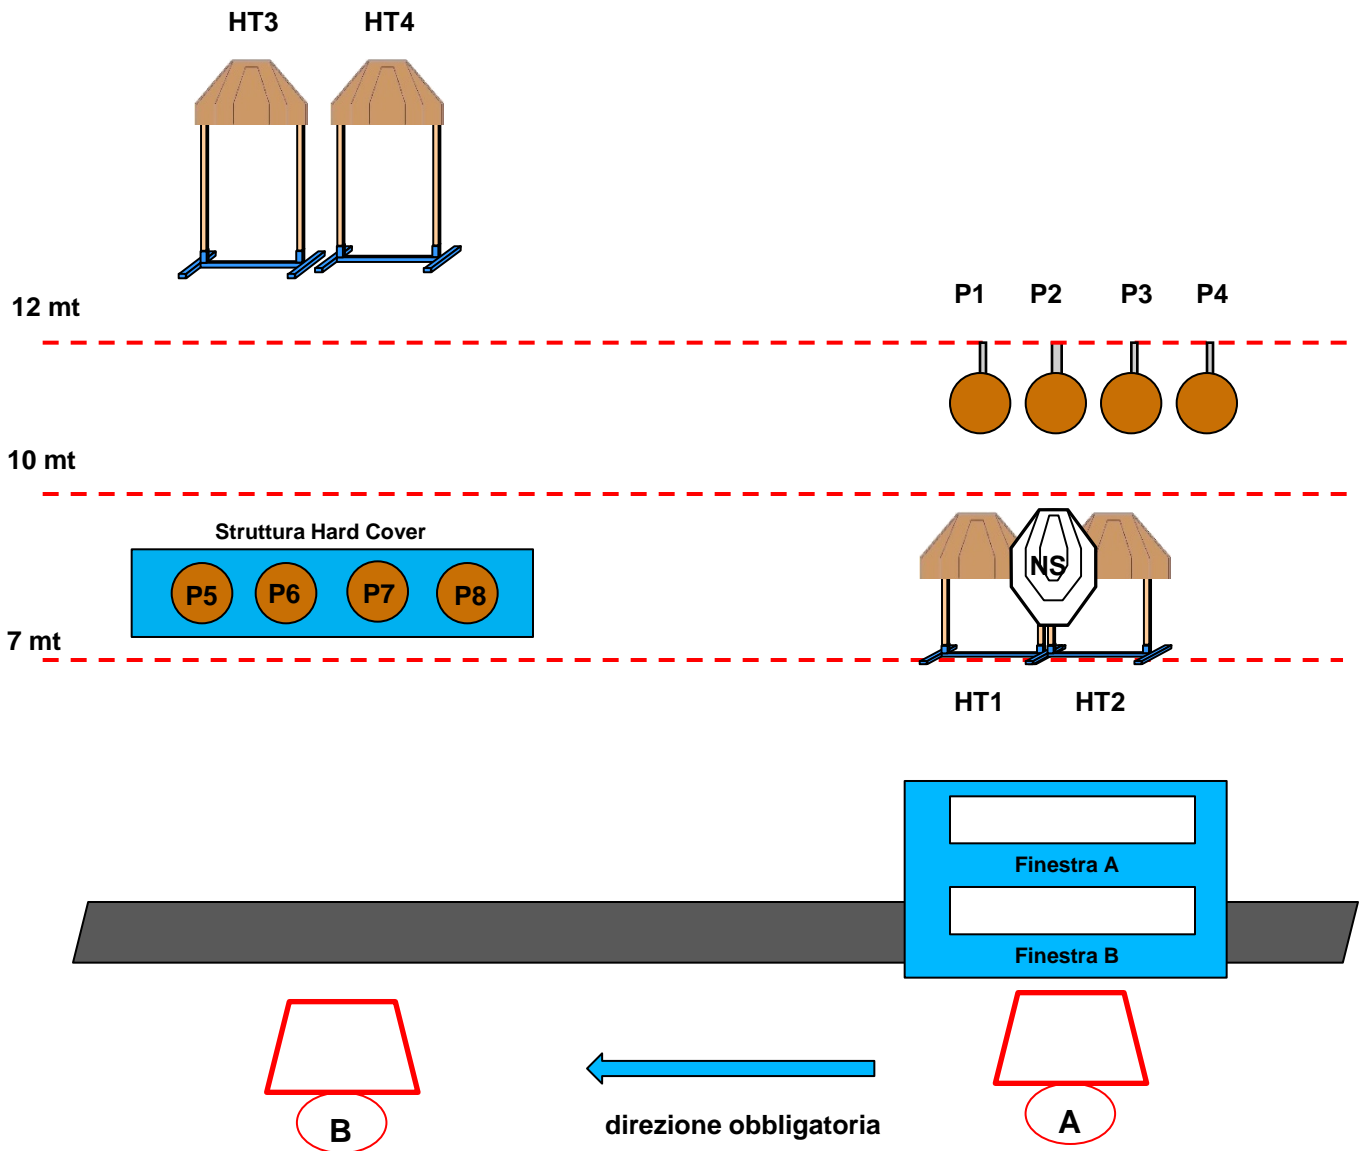 HT3 HT4
12 mt
P1 P2 P3 P4
10 mt
Struttura Hard Cover
NS
P5 P6 P7 P8
7 mt
HT1 HT2
Finestra A
Finestra B
direzione obbligatoria
B
A